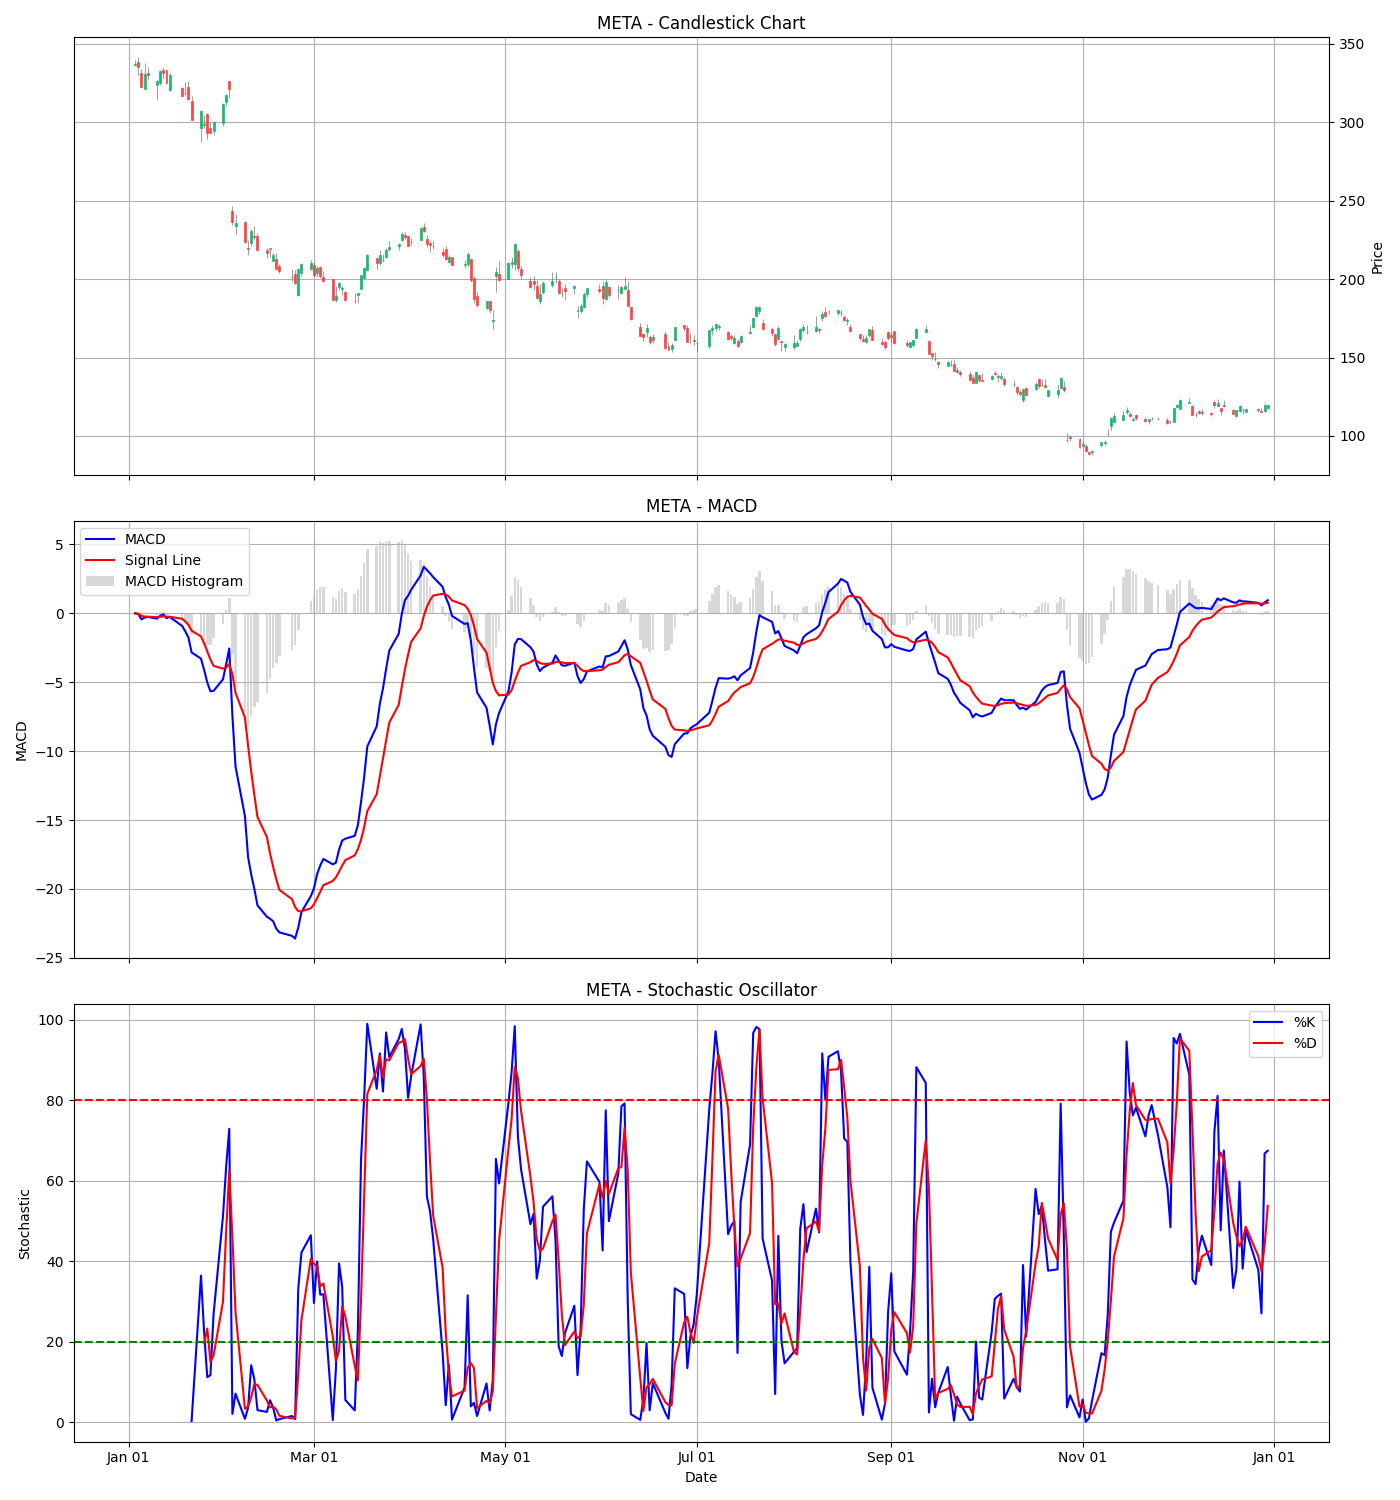 META - Candlestick Chart
350
300
250
200
150
100
Price
META - MACD
MACD
Signal Line
MACD Histogram
5
0
−5
−10
−15
−20
−25
MACD
META - Stochastic Oscillator
%K
%D
100
80
60
40
20
0
Stochastic
Jan 01
Mar 01
May 01
Jul 01
Sep 01
Nov 01
Jan 01
Date